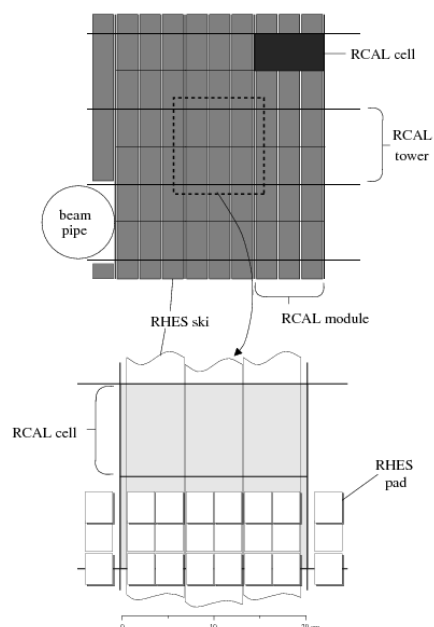 RCAL cell
RCAL
tower
beam
pipe
RHES ski
RCAL module
RCAL cell
RHES
pad
0
10